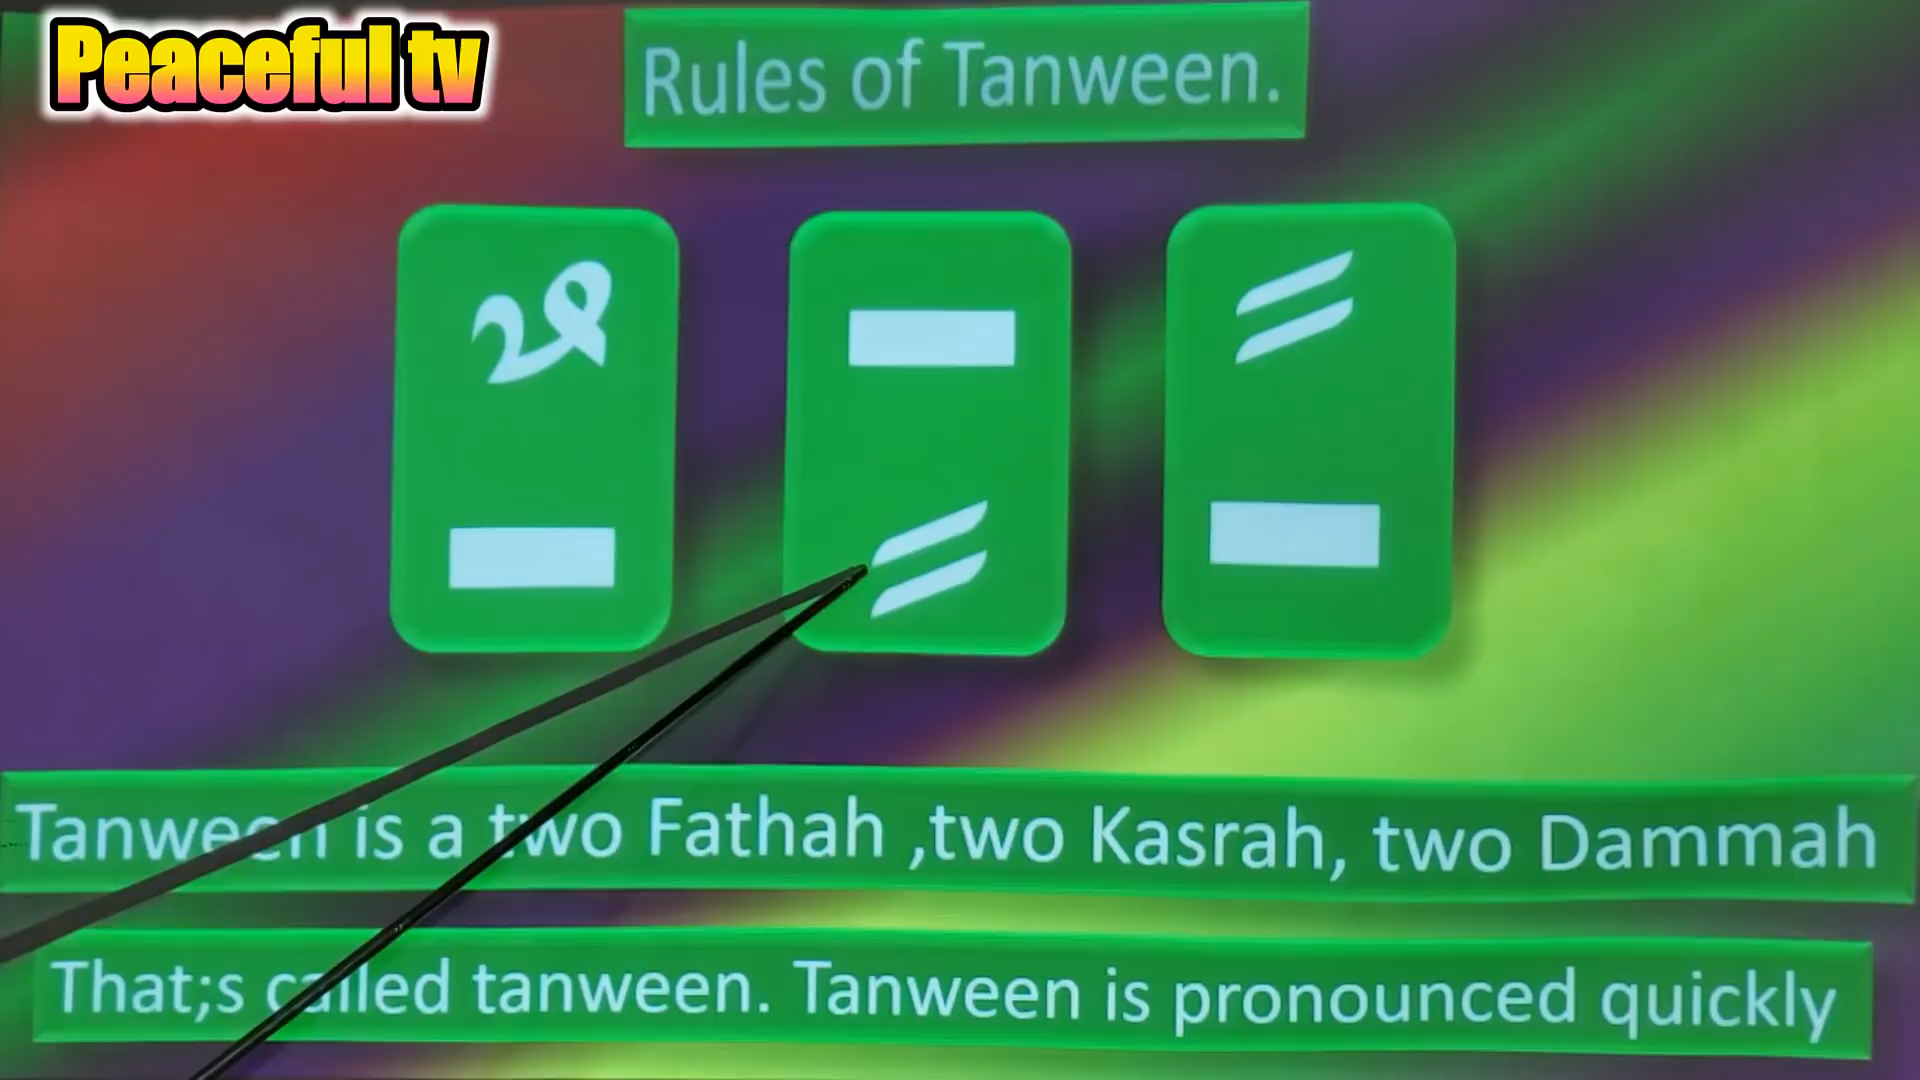 Peaceful tv
Rules of Tanween.
ٌ ٍ ً
Tanween is a two Fathah ,two Kasrah, two Dammah
That;s called tanween. Tanween is pronounced quickly